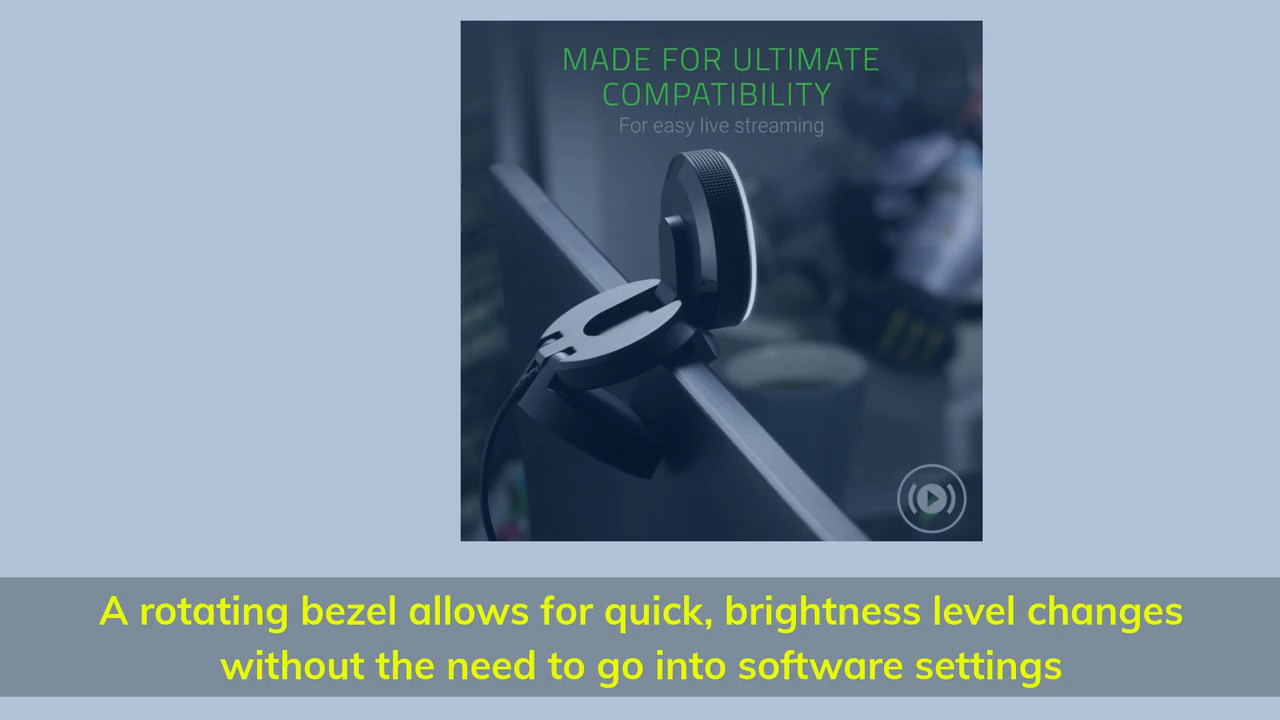 MADE FOR ULTIMATE
COMPATIBILITY
For easy live streaming
A rotating bezel allows for quick, brightness level changes
without the need to go into software settings